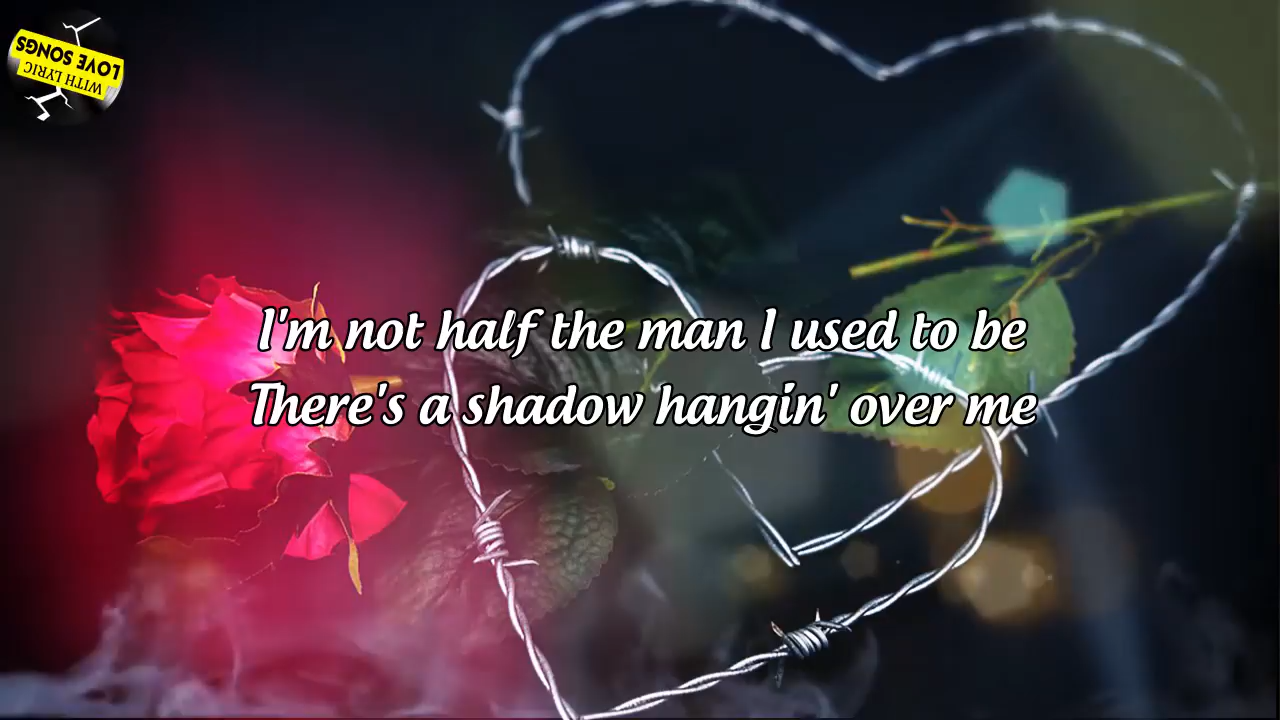 LOVE SONGS
WITH LYRIC
I'm not half the man I used to be
There's a shadow hangin' over me